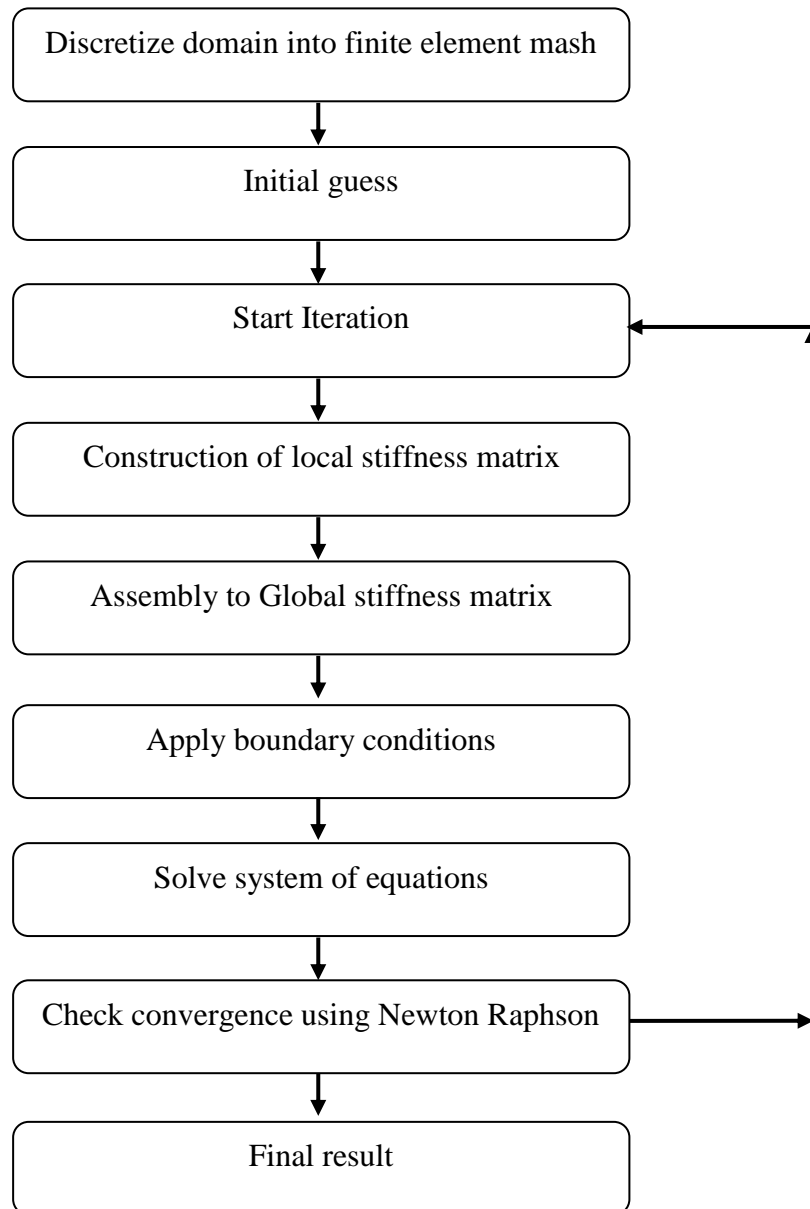 Discretize domain into finite element mash
Initial guess
Start Iteration
Construction of local stiffness matrix
Assembly to Global stiffness matrix
Apply boundary conditions
Solve system of equations
Check convergence using Newton Raphson
Final result